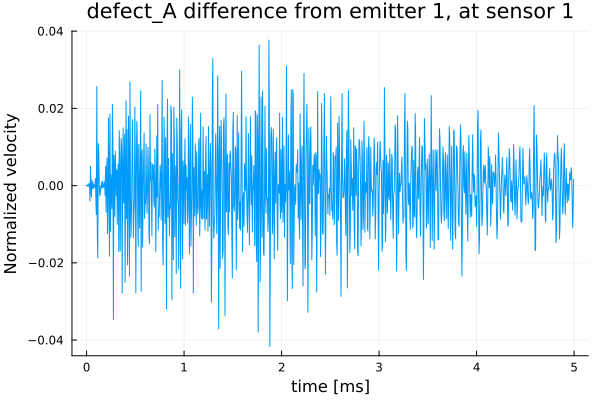 defect_A difference from emitter 1, at sensor 1
Normalized velocity
0.04
0.02
0.00
−0.02
−0.04
0 1 2 3 4 5
time [ms]